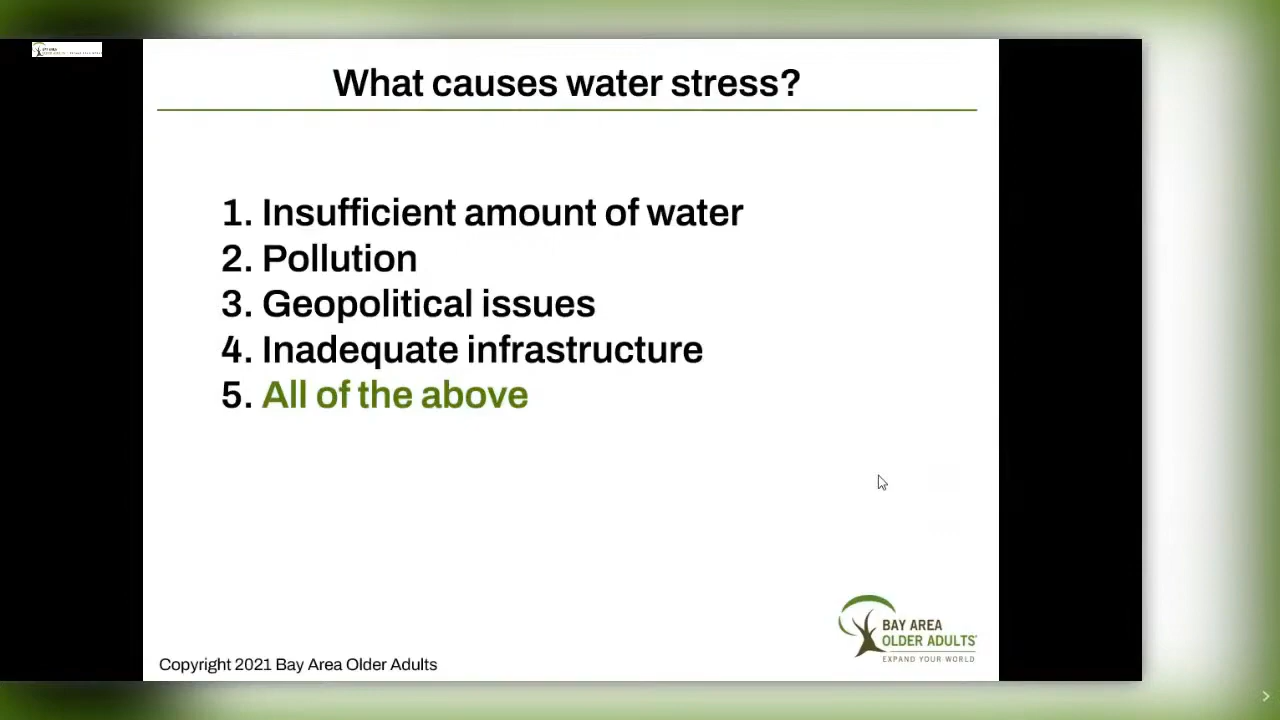 What causes water stress?
1. Insufficient amount of water
2. Pollution
3. Geopolitical issues
4. Inadequate infrastructure
5. All of the above
BAY AREA
OLDER ADULTS
EXPAND YOUR WORLD
Copyright 2021 Bay Area Older Adults